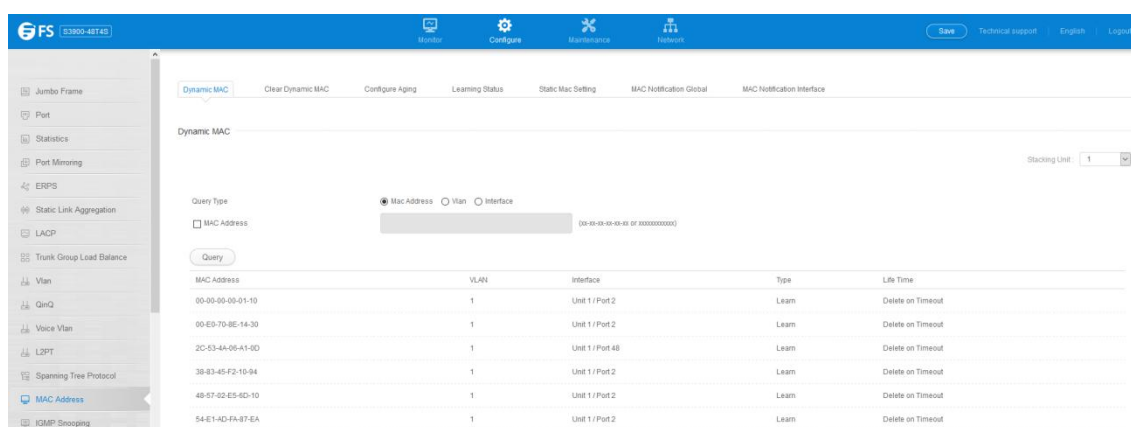 FS S3900-48T4S
Monitor
Configure
Maintenance
Network
Save
Technical support
English
Logout
Jumbo Frame
Port
Statistics
Port Mirroring
ERPS
Static Link Aggregation
LACP
Trunk Group Load Balance
Vlan
QinQ
Voice Vlan
L2PT
Spanning Tree Protocol
MAC Address
IGMP Snooping
Dynamic MAC Clear Dynamic MAC Configure Aging Learning Status Static Mac Setting MAC Notification Global MAC Notification Interface
Dynamic MAC
Stacking Unit : 1
Query Type Mac Address Vlan Interface
MAC Address (xx-xx-xx-xx-xx-xx or xxxxxxxxxxxx)
Query
MAC Address VLAN Interface Type Life Time
00-00-00-00-01-10 1 Unit 1 / Port 2 Learn Delete on Timeout
00-E0-70-8E-14-30 1 Unit 1 / Port 2 Learn Delete on Timeout
2C-53-4A-06-A1-0D 1 Unit 1 / Port 48 Learn Delete on Timeout
38-83-45-F2-10-94 1 Unit 1 / Port 2 Learn Delete on Timeout
48-57-02-E5-6D-10 1 Unit 1 / Port 2 Learn Delete on Timeout
54-E1-AD-FA-87-EA 1 Unit 1 / Port 2 Learn Delete on Timeout